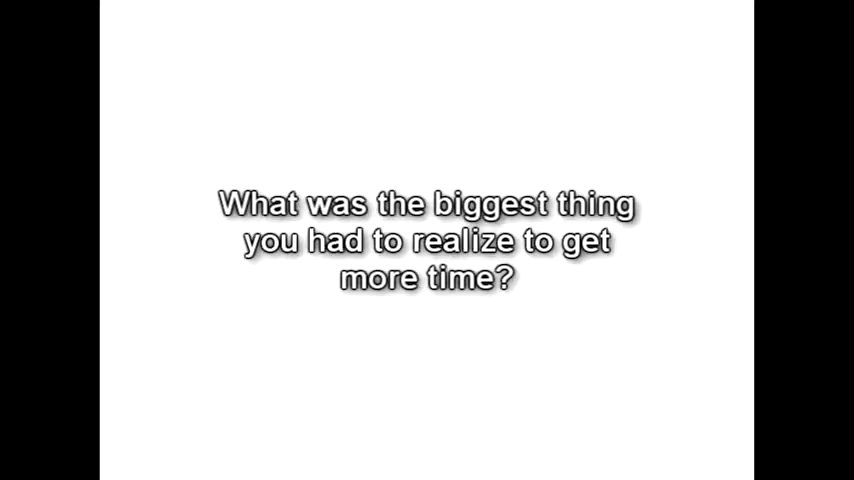 What was the biggest thing
you had to realize to get
more time?